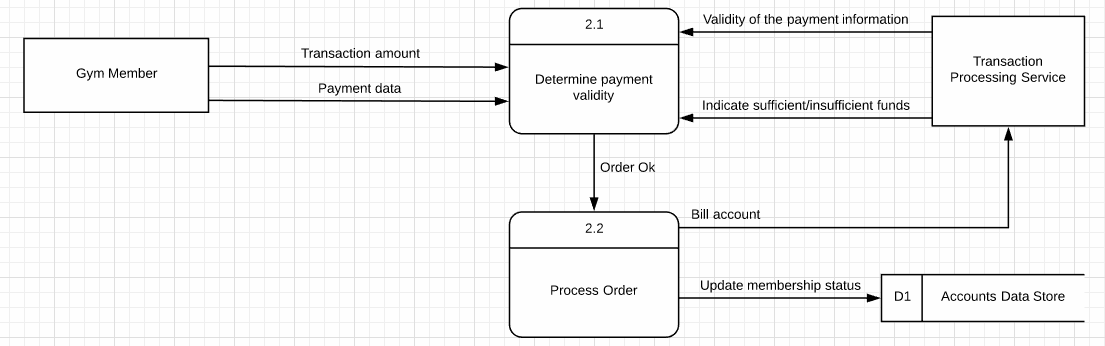 Gym Member
Transaction amount
Payment data
2.1
Determine payment
validity
Validity of the payment information
Indicate sufficient/insufficient funds
Transaction
Processing Service
Order Ok
2.2
Process Order
Bill account
Update membership status
D1
Accounts Data Store